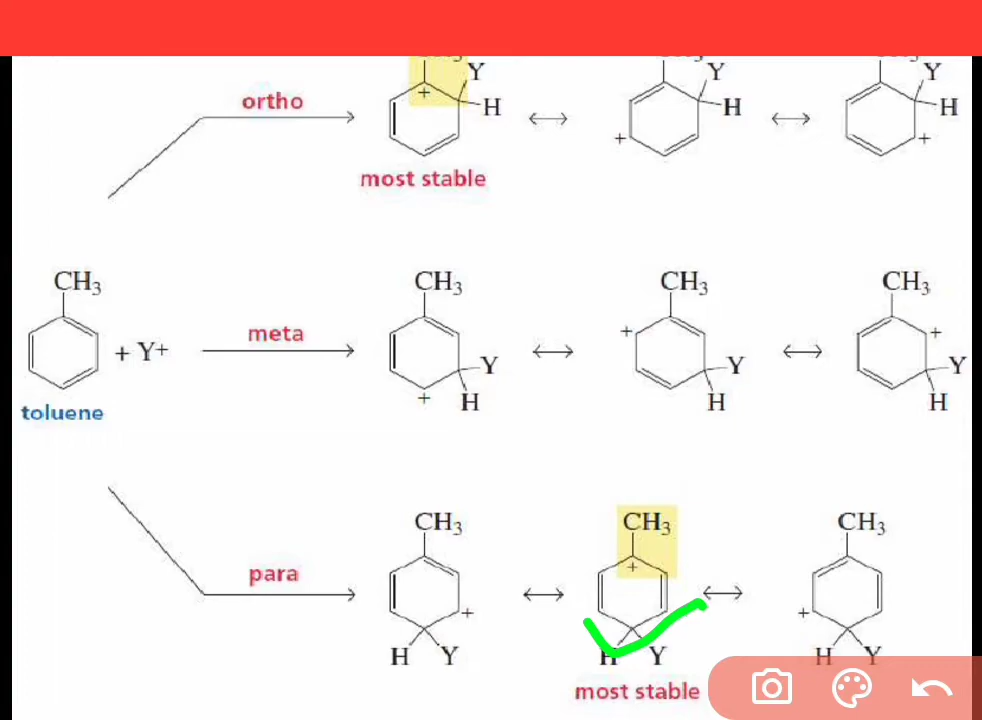 Y Y Y
ortho + H H H
+ +
most stable
CH₃ CH₃ CH₃ CH₃
+ +
meta
+ Y⁺ Y Y Y
+ H H H
toluene
CH₃ CH₃ CH₃
+
para
+ +
H Y H Y H Y
most stable